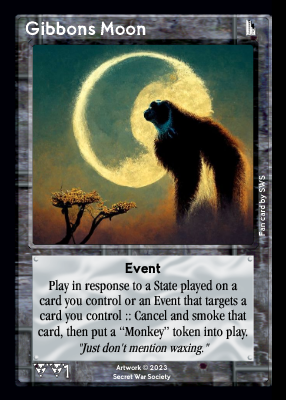 Gibbons Moon
Fan card by SWS
Event
Play in response to a State played on a
card you control or an Event that targets a
card you control :: Cancel and smoke that
card, then put a “Monkey” token into play.
"Just don't mention waxing."
1
Artwork © 2023
Secret War Society